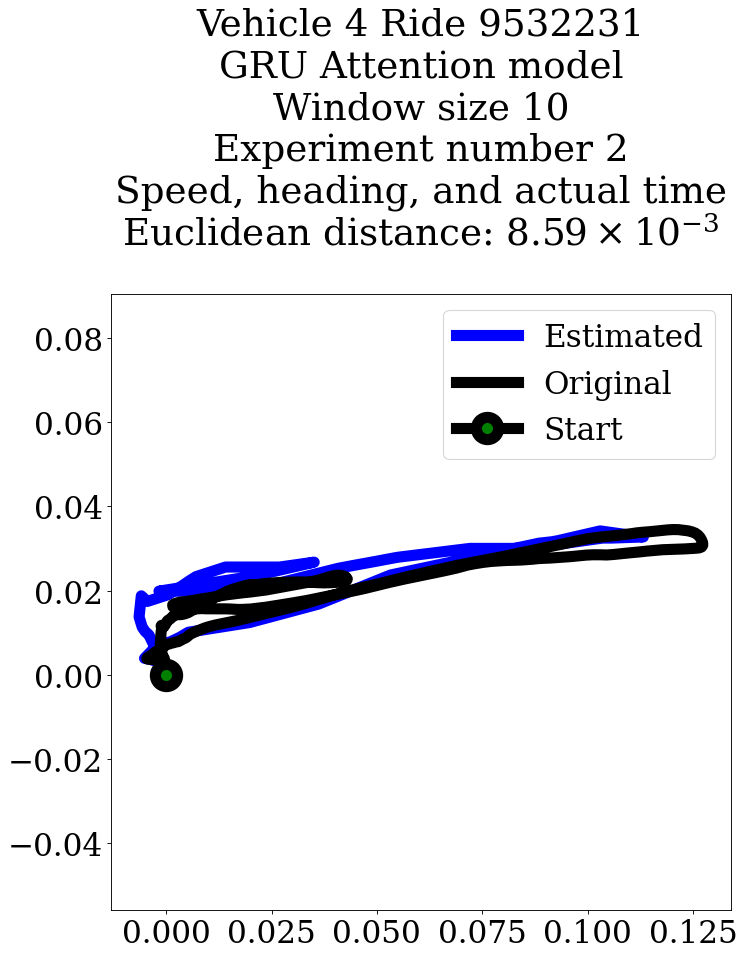 Vehicle 4 Ride 9532231
GRU Attention model
Window size 10
Experiment number 2
Speed, heading, and actual time
Euclidean distance: 8.59 × 10⁻³
Estimated
Original
Start
0.08
0.06
0.04
0.02
0.00
−0.02
−0.04
0.000 0.025 0.050 0.075 0.100 0.125